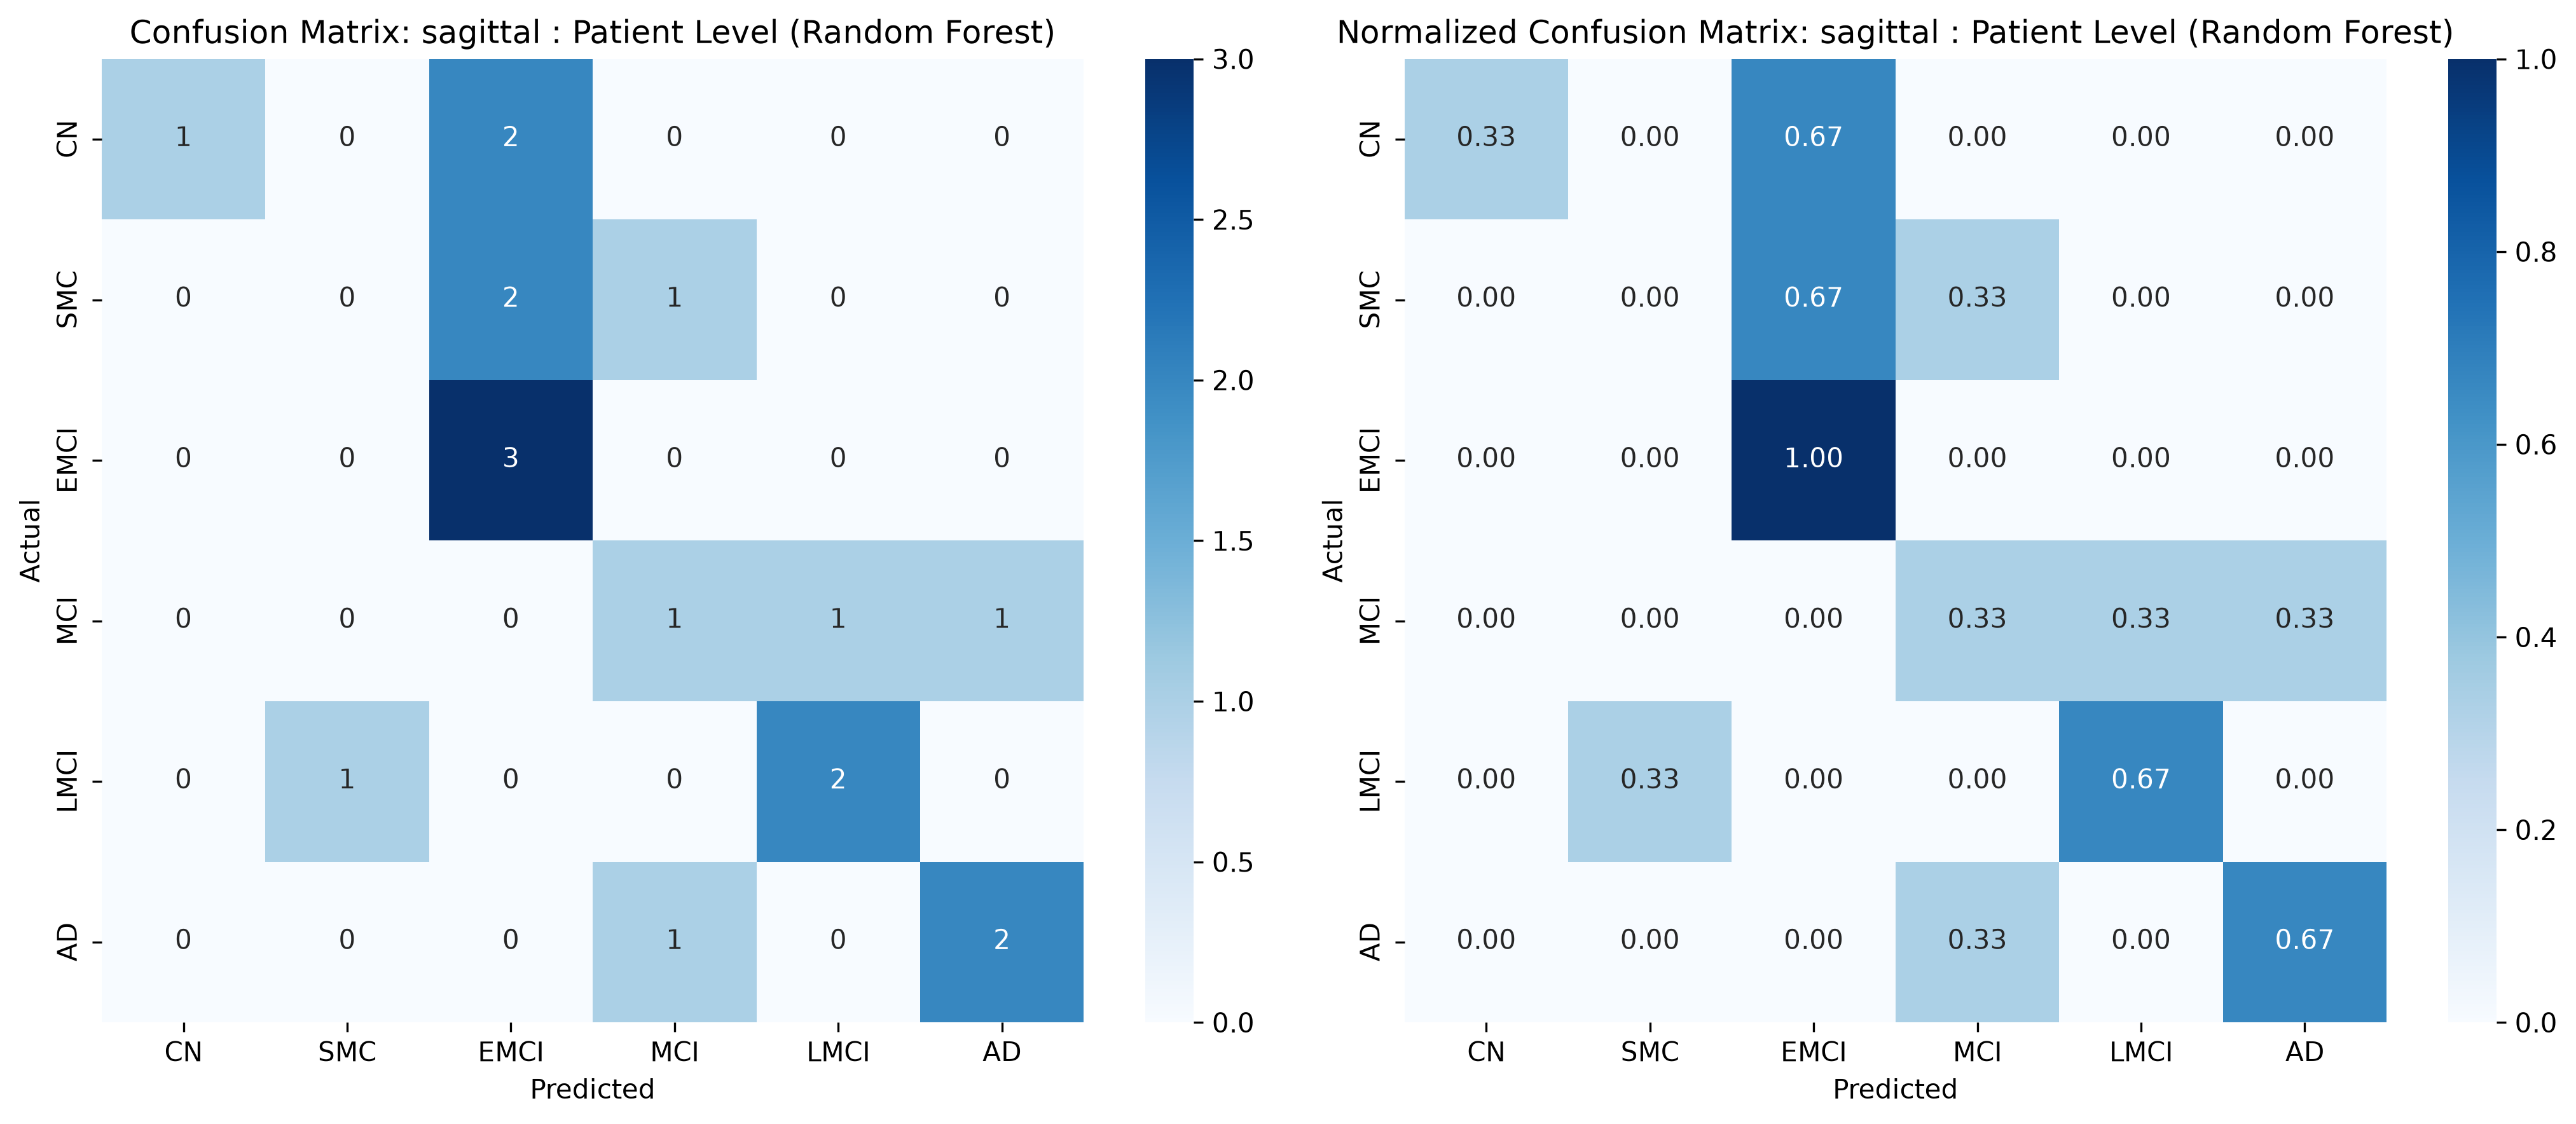 Confusion Matrix: sagittal : Patient Level (Random Forest)
CN 1 0 2 0 0 0
SMC 0 0 2 1 0 0
EMCI 0 0 3 0 0 0
MCI 0 0 0 1 1 1
LMCI 0 1 0 0 2 0
AD 0 0 0 1 0 2
Actual
CN SMC EMCI MCI LMCI AD
Predicted
3.0
2.5
2.0
1.5
1.0
0.5
0.0
Normalized Confusion Matrix: sagittal : Patient Level (Random Forest)
CN 0.33 0.00 0.67 0.00 0.00 0.00
SMC 0.00 0.00 0.67 0.33 0.00 0.00
EMCI 0.00 0.00 1.00 0.00 0.00 0.00
MCI 0.00 0.00 0.00 0.33 0.33 0.33
LMCI 0.00 0.33 0.00 0.00 0.67 0.00
AD 0.00 0.00 0.00 0.33 0.00 0.67
Actual
CN SMC EMCI MCI LMCI AD
Predicted
1.0
0.8
0.6
0.4
0.2
0.0